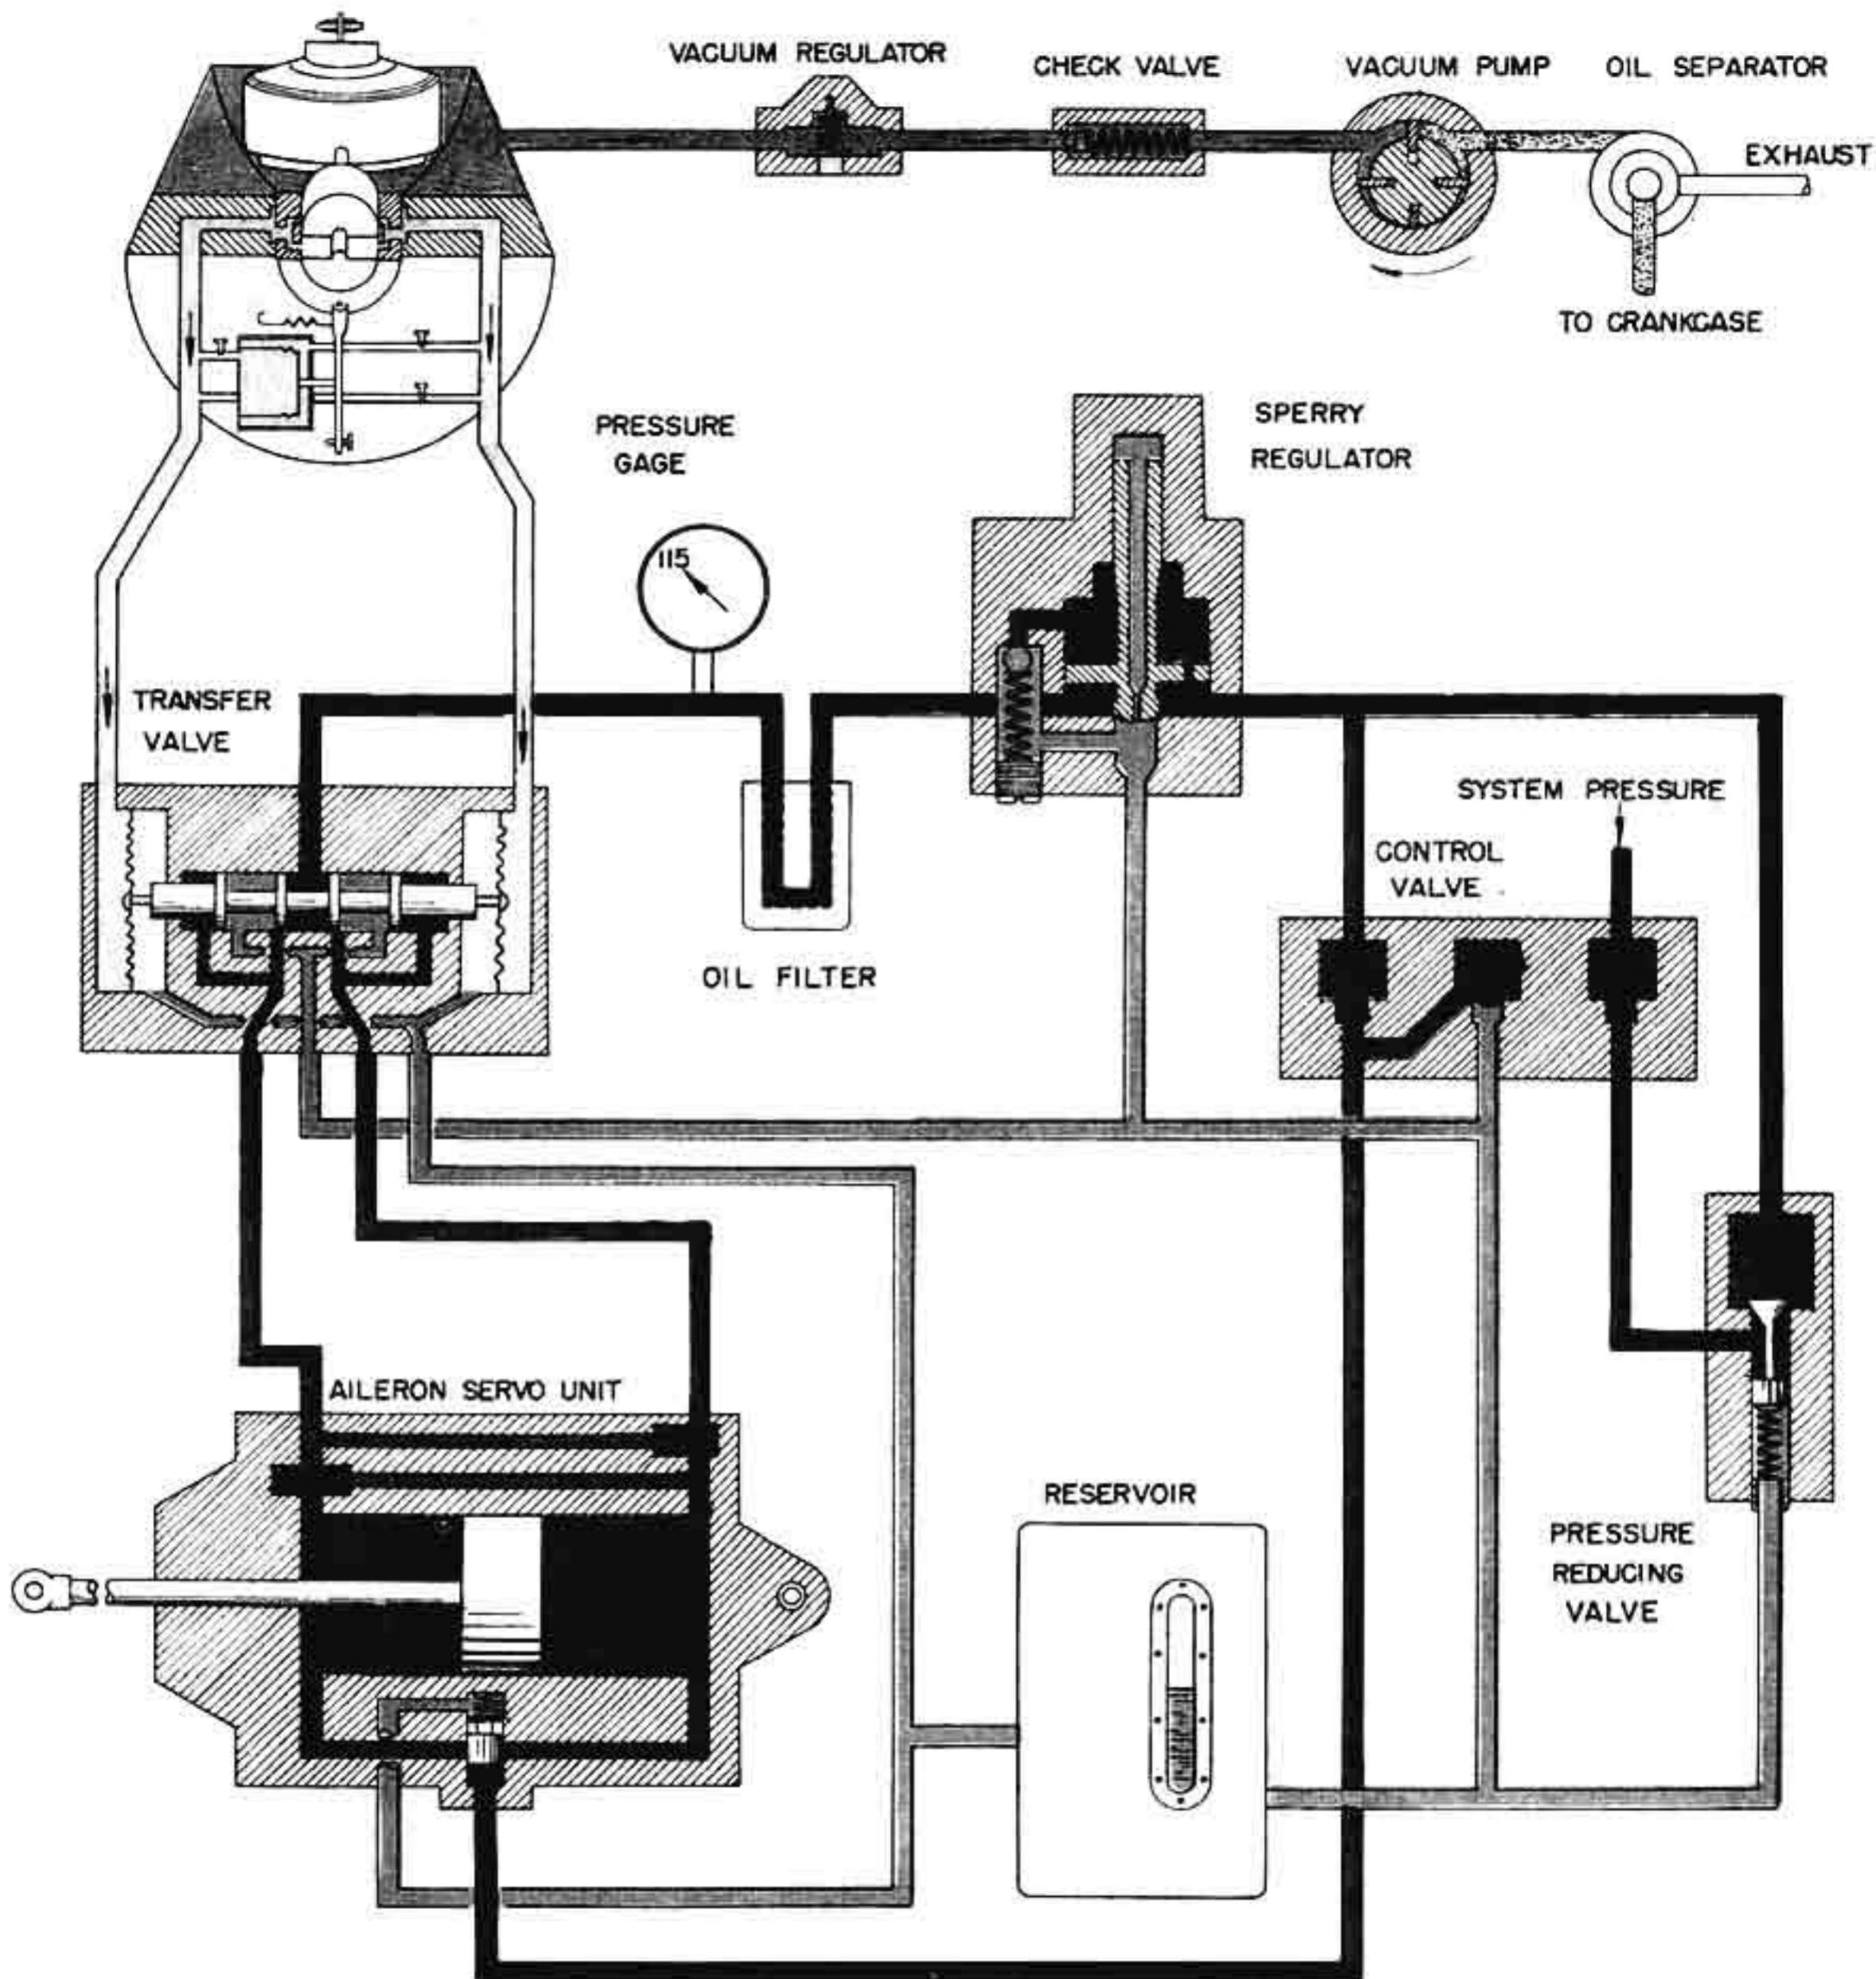 VACUUM REGULATOR
CHECK VALVE
VACUUM PUMP
OIL SEPARATOR
EXHAUST
TO CRANKCASE
PRESSURE
GAGE
SPERRY
REGULATOR
115
TRANSFER
VALVE
SYSTEM PRESSURE
CONTROL
VALVE
OIL FILTER
AILERON SERVO UNIT
RESERVOIR
PRESSURE
REDUCING
VALVE